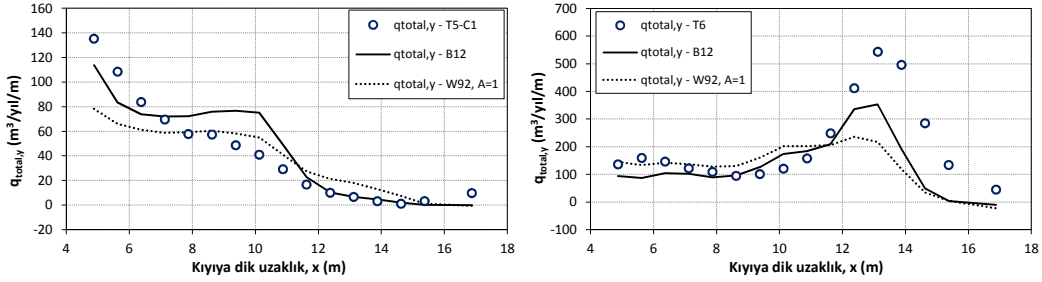 160
140
120
100
80
60
40
20
0
-20
q_total,y (m³/yıl/m)
qtotal,y - T5-C1
qtotal,y - B12
qtotal,y - W92, A=1
4 6 8 10 12 14 16 18
Kıyıya dik uzaklık, x (m)
700
600
500
400
300
200
100
0
-100
q_total,y (m³/yıl/m)
qtotal,y - T6
qtotal,y - B12
qtotal,y - W92, A=1
4 6 8 10 12 14 16 18
Kıyıya dik uzaklık, x (m)